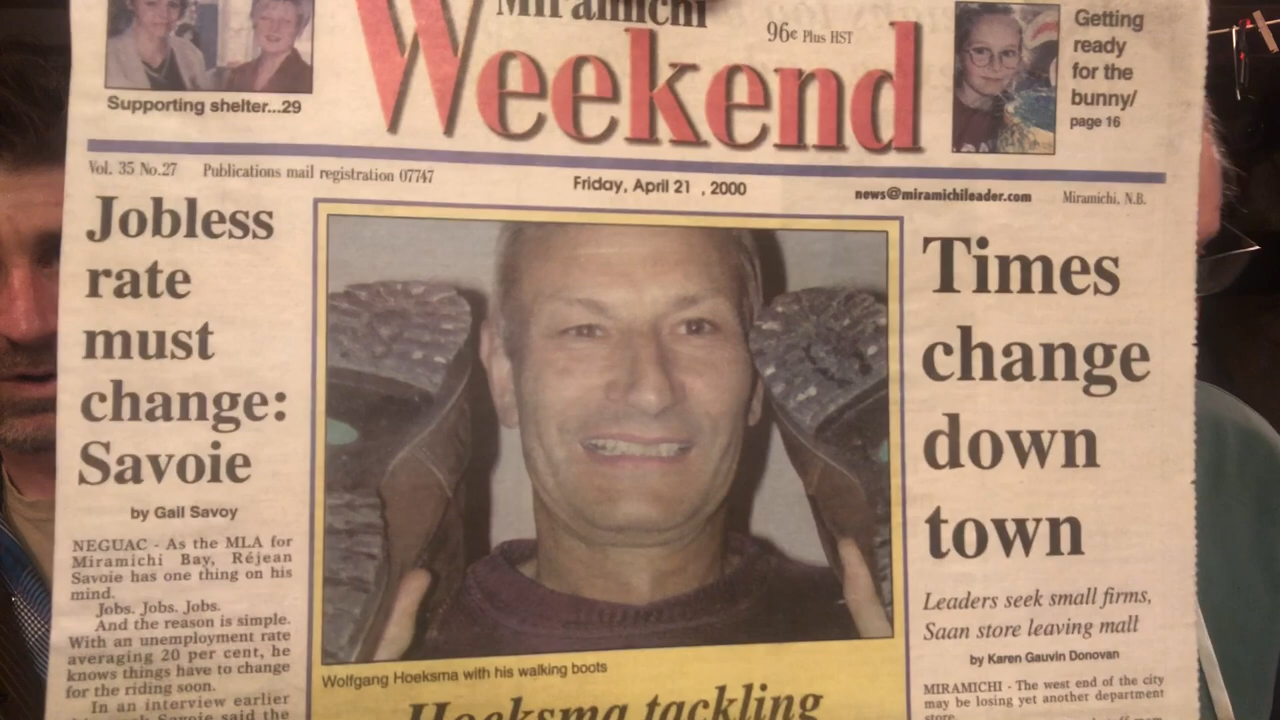 Miramichi
Weekend
96¢ Plus HST
Supporting shelter...29
Getting
ready
for the
bunny/
page 16
Vol. 35 No.27 Publications mail registration 07747
Friday, April 21 , 2000
news@miramichileader.com
Miramichi, N.B.
Jobless
rate
must
change:
Savoie
by Gail Savoy
NEGUAC - As the MLA for
Miramichi Bay, Réjean
Savoie has one thing on his
mind.
Jobs. Jobs. Jobs.
And the reason is simple.
With an unemployment rate
averaging 20 per cent, he
knows things have to change
for the riding soon.
In an interview earlier
Savoie said the
Wolfgang Hoeksma with his walking boots
Hoeksma tackling
Times
change
down
town
Leaders seek small firms,
Saan store leaving mall
by Karen Gauvin Donovan
MIRAMICHI - The west end of the city
may be losing yet another department
store.